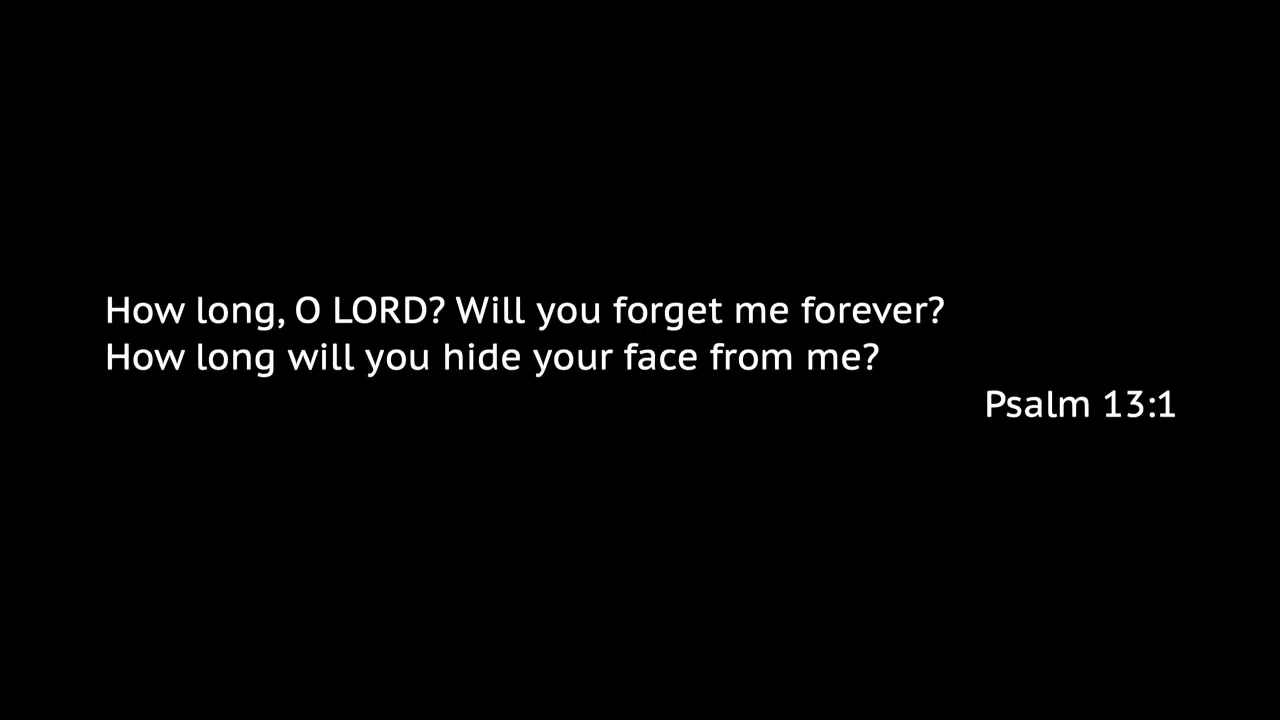 How long, O LORD? Will you forget me forever?
How long will you hide your face from me?
Psalm 13:1